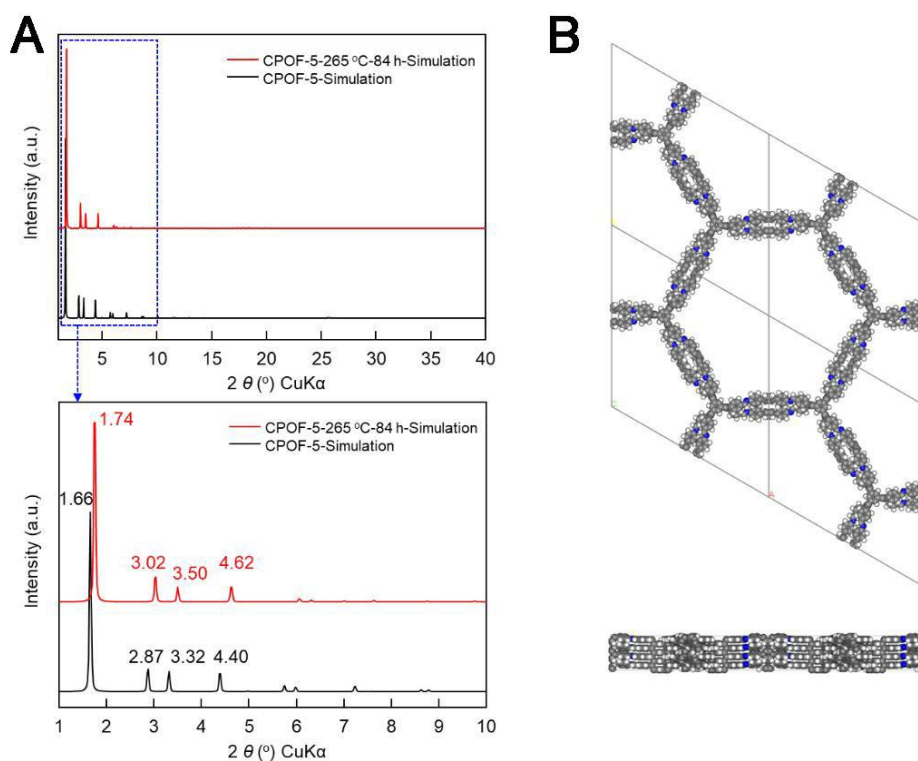 A
B
CPOF-5-265 °C-84 h-Simulation
CPOF-5-Simulation
Intensity (a.u.)
5 10 15 20 25 30 35 40
2 θ (°) CuKα
1.74
CPOF-5-265 °C-84 h-Simulation
CPOF-5-Simulation
1.66
3.02 3.50 4.62
2.87 3.32 4.40
Intensity (a.u.)
1 2 3 4 5 6 7 8 9 10
2 θ (°) CuKα